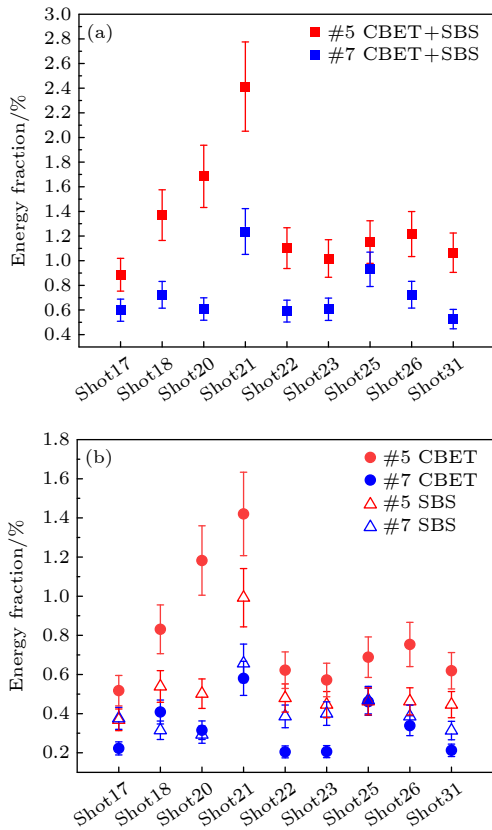 (a)
#5 CBET+SBS
#7 CBET+SBS
Energy fraction/%
3.0
2.8
2.6
2.4
2.2
2.0
1.8
1.6
1.4
1.2
1.0
0.8
0.6
0.4
Shot17 Shot18 Shot20 Shot21 Shot22 Shot23 Shot25 Shot26 Shot31
(b)
#5 CBET
#7 CBET
#5 SBS
#7 SBS
Energy fraction/%
1.8
1.6
1.4
1.2
1.0
0.8
0.6
0.4
0.2
Shot17 Shot18 Shot20 Shot21 Shot22 Shot23 Shot25 Shot26 Shot31